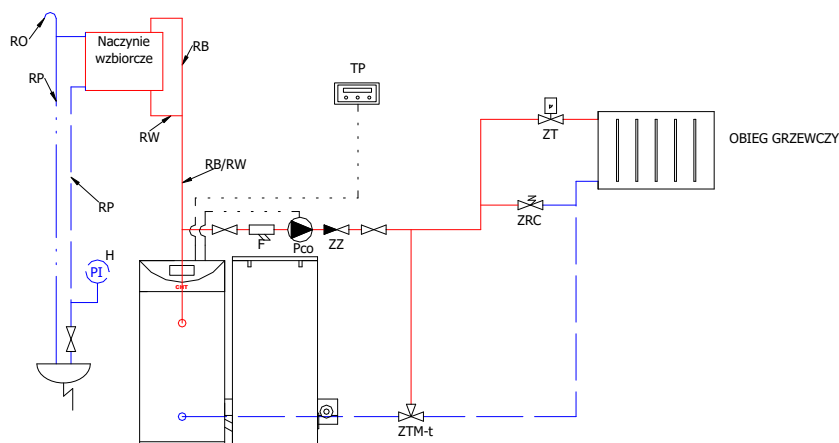 RO
Naczynie
wzbiorcze
RB
RP
TP
RW
ZT
OBIEG GRZEWCZY
RB/RW
RP
ZRC
F
Pco
ZZ
H
PI
ZTM-t